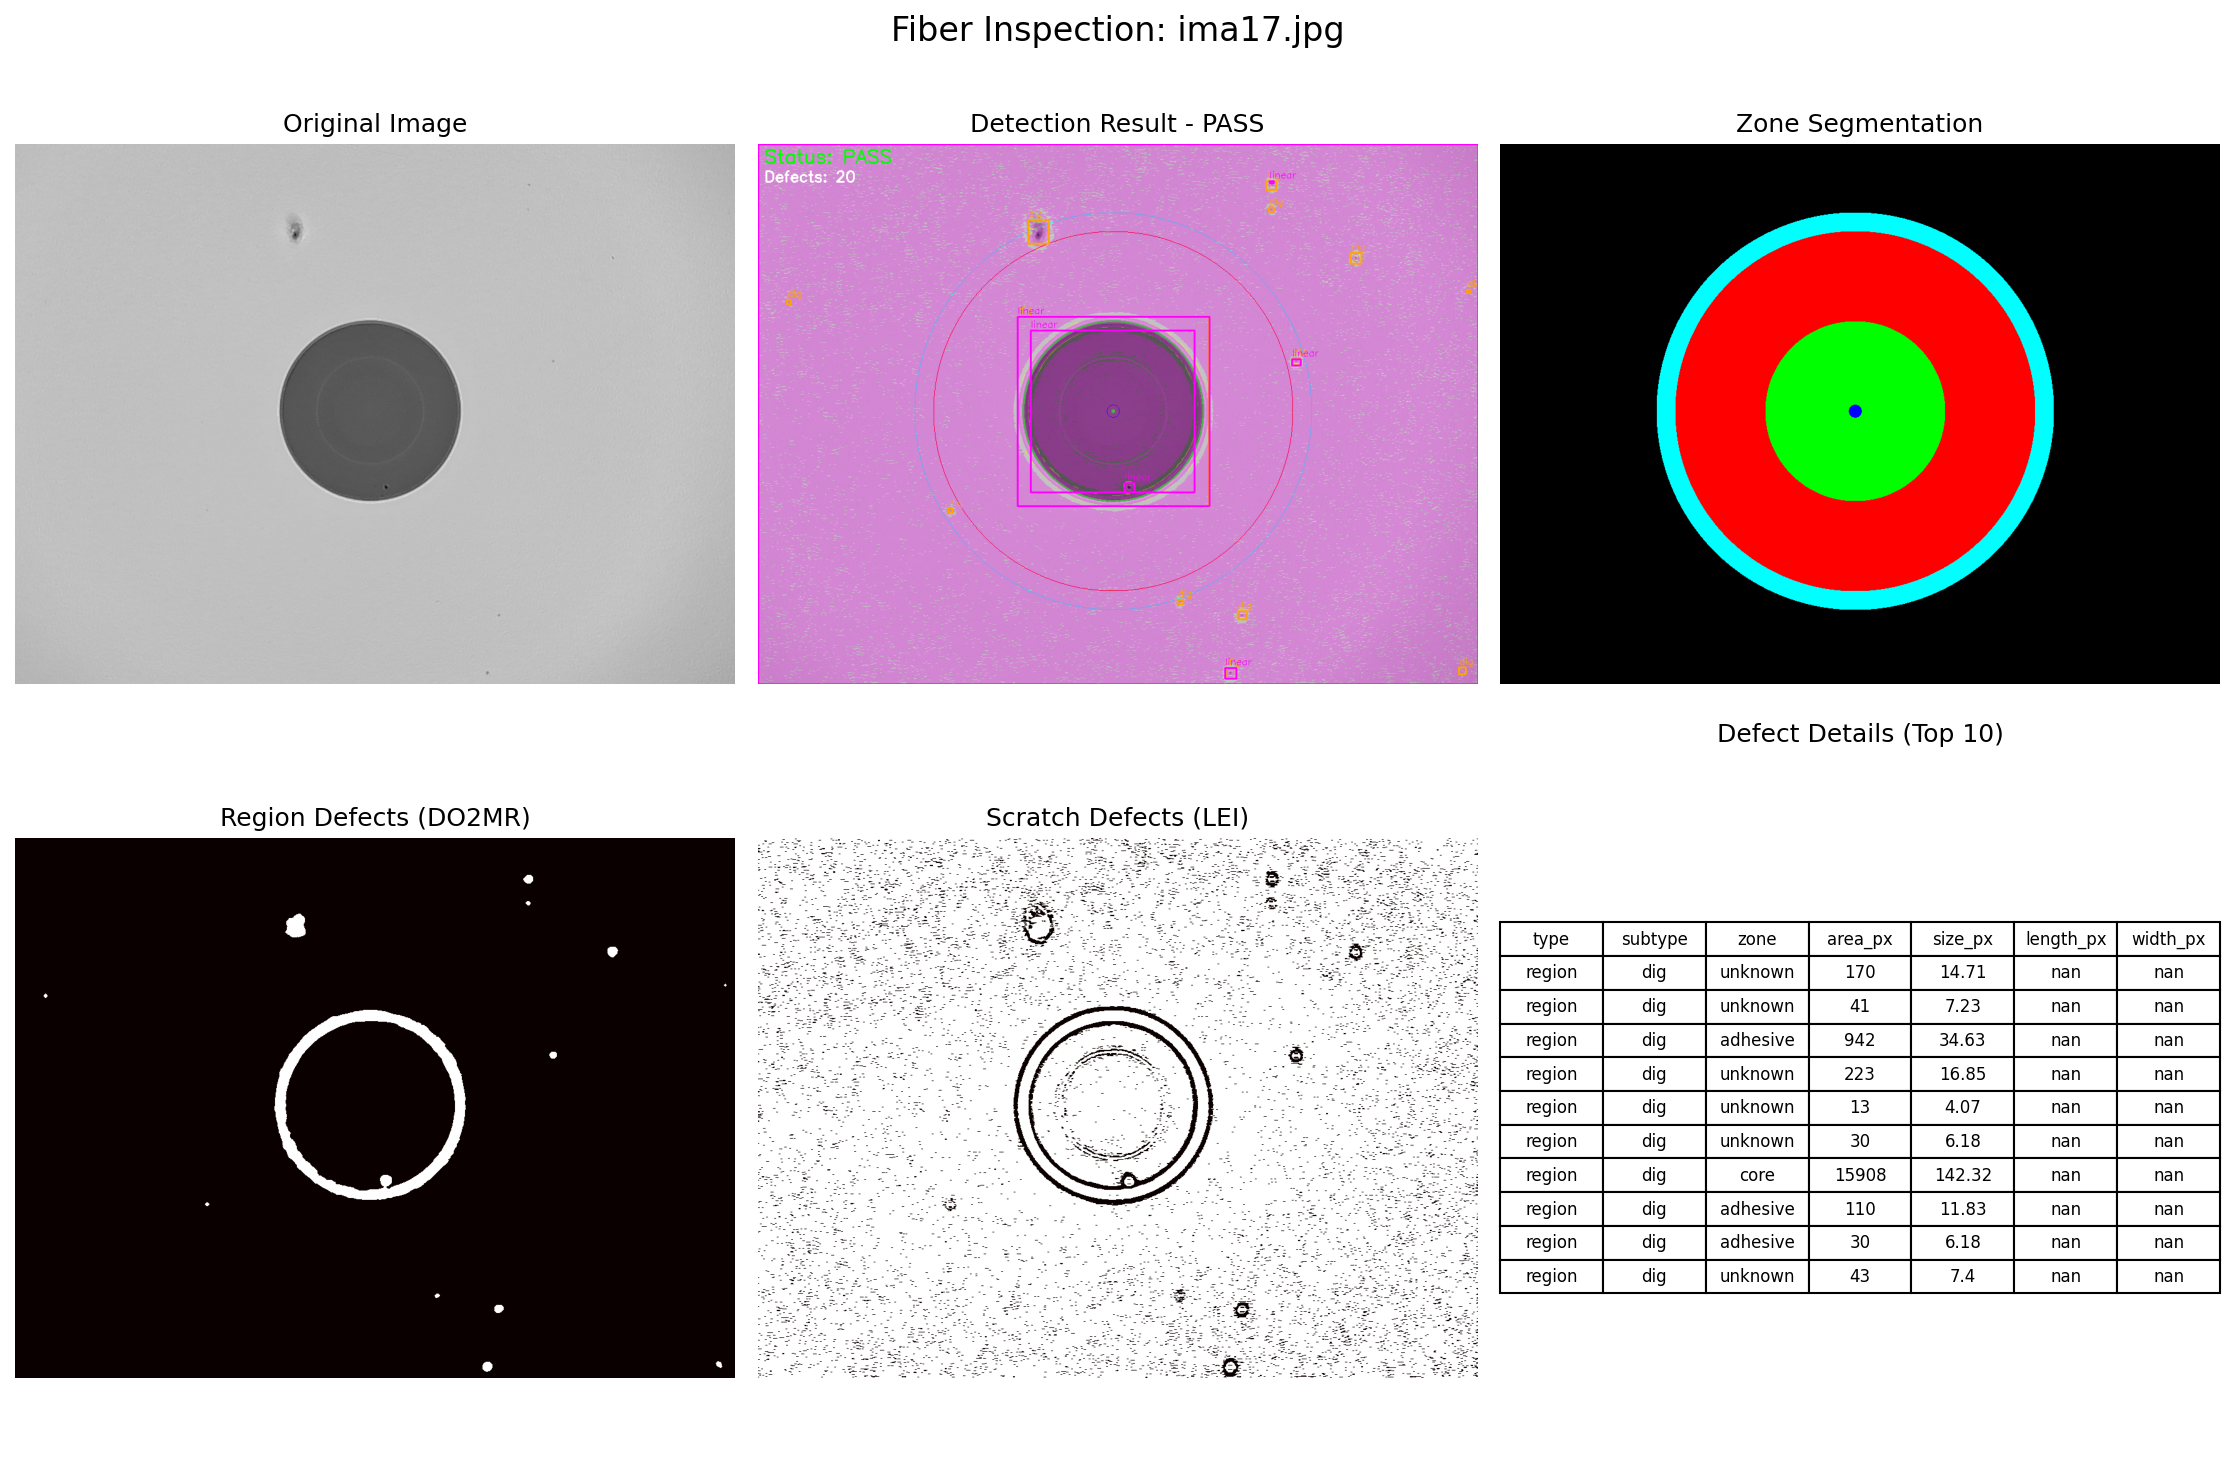 Fiber Inspection: ima17.jpg
Original Image
Detection Result - PASS
Zone Segmentation
Status: PASS
Defects: 20
linear
linear
linear
linear
linear
Defect Details (Top 10)
Region Defects (DO2MR)
Scratch Defects (LEI)
type subtype zone area_px size_px length_px width_px
region dig unknown 170 14.71 nan nan
region dig unknown 41 7.23 nan nan
region dig adhesive 942 34.63 nan nan
region dig unknown 223 16.85 nan nan
region dig unknown 13 4.07 nan nan
region dig unknown 30 6.18 nan nan
region dig core 15908 142.32 nan nan
region dig adhesive 110 11.83 nan nan
region dig adhesive 30 6.18 nan nan
region dig unknown 43 7.4 nan nan